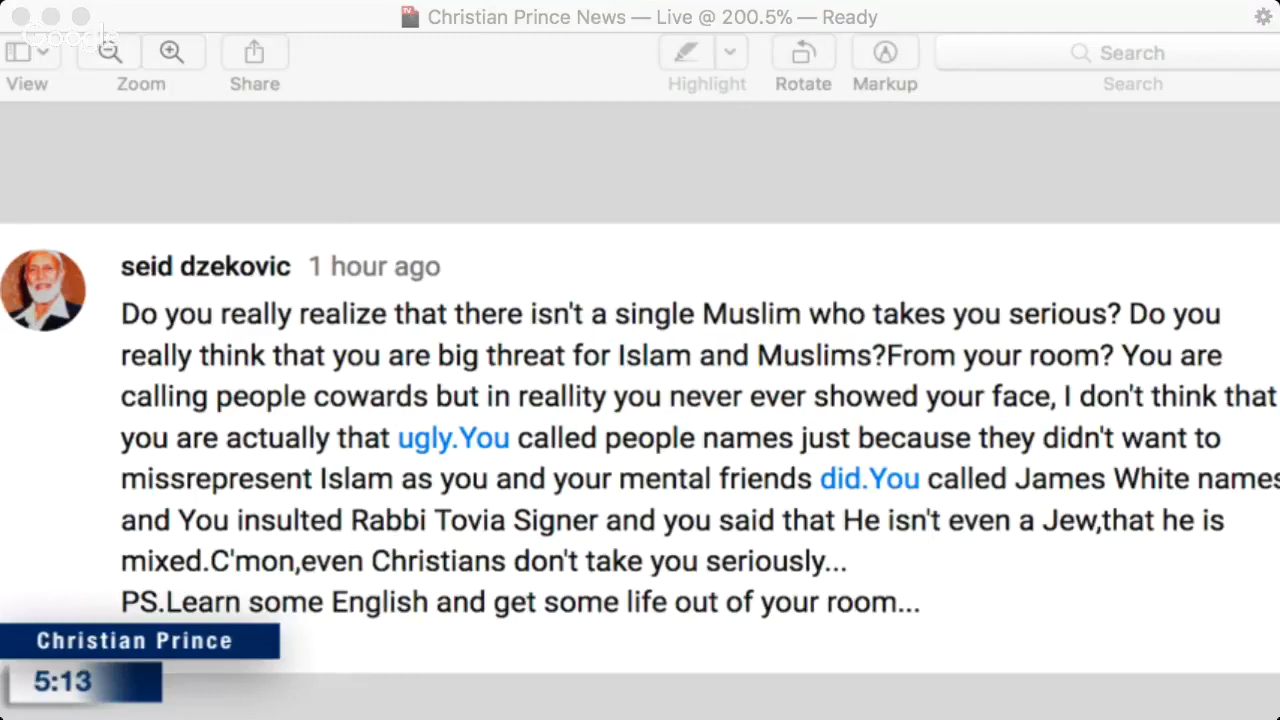 Christian Prince News — Live @ 200.5% — Ready
Google
View
Zoom
Share
Highlight
Rotate
Markup
Search
Search
seid dzekovic 1 hour ago
Do you really realize that there isn't a single Muslim who takes you serious? Do you
really think that you are big threat for Islam and Muslims?From your room? You are
calling people cowards but in reallity you never ever showed your face, I don't think that
you are actually that ugly.You called people names just because they didn't want to
missrepresent Islam as you and your mental friends did.You called James White names
and You insulted Rabbi Tovia Signer and you said that He isn't even a Jew,that he is
mixed.C'mon,even Christians don't take you seriously...
PS.Learn some English and get some life out of your room...
Christian Prince
5:13